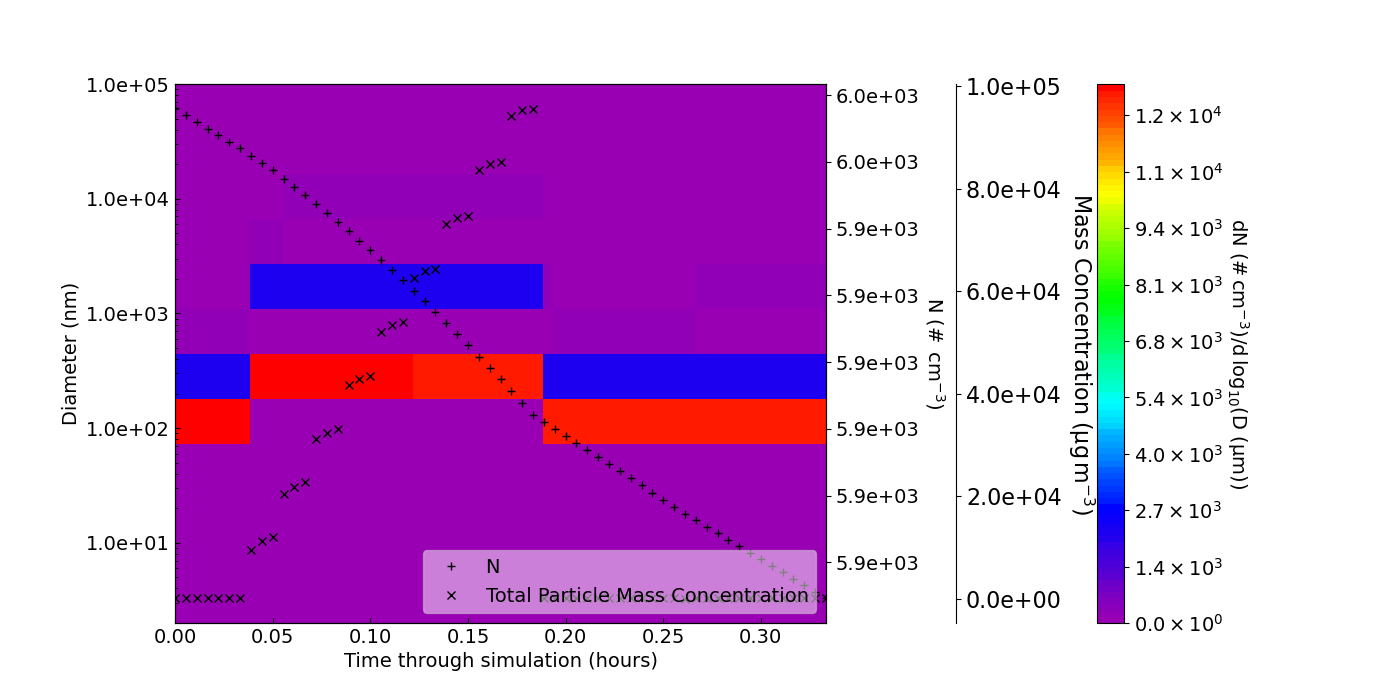 1.0e+05
1.0e+04
1.0e+03
1.0e+02
1.0e+01
Diameter (nm)
0.00 0.05 0.10 0.15 0.20 0.25 0.30
Time through simulation (hours)
N
Total Particle Mass Concentration
6.0e+03
6.0e+03
5.9e+03
5.9e+03
5.9e+03
5.9e+03
5.9e+03
5.9e+03
N (# cm⁻³)
1.0e+05
8.0e+04
6.0e+04
4.0e+04
2.0e+04
0.0e+00
Mass Concentration (μg m⁻³)
1.2 × 10⁴
1.1 × 10⁴
9.4 × 10³
8.1 × 10³
6.8 × 10³
5.4 × 10³
4.0 × 10³
2.7 × 10³
1.4 × 10³
0.0 × 10⁰
dN (# cm⁻³)/d log₁₀(D (μm))